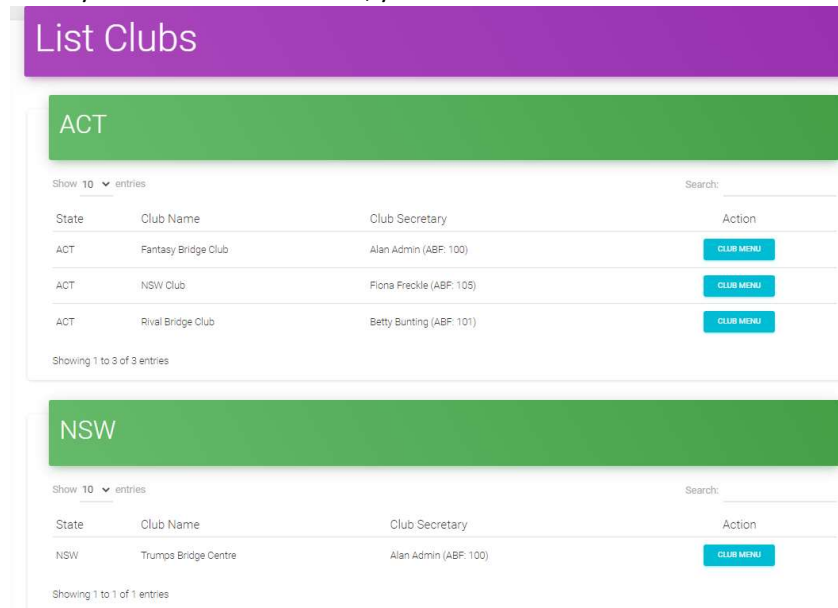 List Clubs
ACT
Show 10 entries Search:
State Club Name Club Secretary Action
ACT Fantasy Bridge Club Alan Admin (ABF: 100) CLUB MENU
ACT NSW Club Fiona Freckle (ABF: 105) CLUB MENU
ACT Rival Bridge Club Betty Bunting (ABF: 101) CLUB MENU
Showing 1 to 3 of 3 entries
NSW
Show 10 entries Search:
State Club Name Club Secretary Action
NSW Trumps Bridge Centre Alan Admin (ABF: 100) CLUB MENU
Showing 1 to 1 of 1 entries